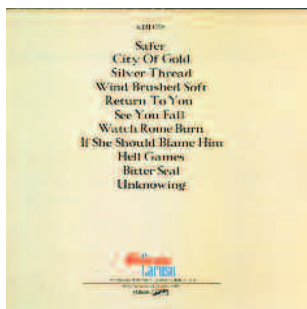 Safer
City Of Gold
Silver Thread
Wind Brushed Soft
Return To You
See You Fall
Watch Rome Burn
If She Should Blame Him
Hell Games
Bitter Seal
Unknowing
Caruso